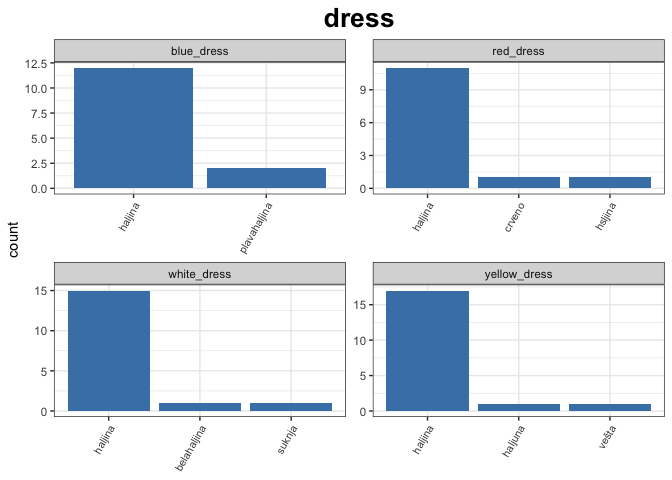 dress
blue_dress
red_dress
12.5
10.0
7.5
5.0
2.5
0.0
9
6
3
0
haljina
plavahaljina
haljina
crveno
hsljina
count
white_dress
yellow_dress
15
10
5
0
15
10
5
0
haljina
belahaljina
suknja
haljina
haljuna
vešta